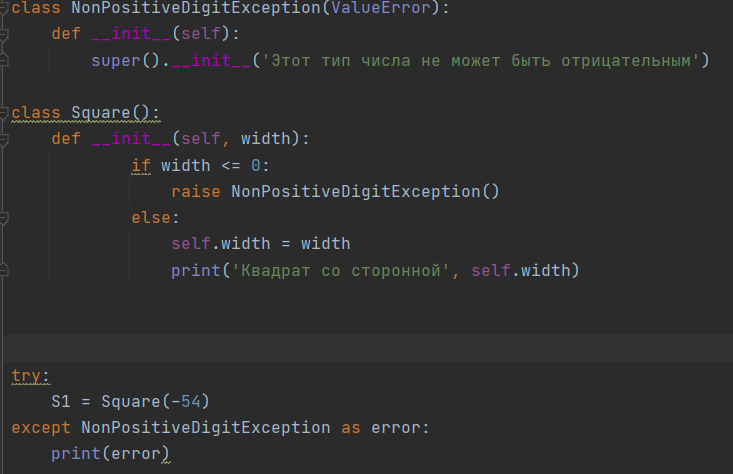 class NonPositiveDigitException(ValueError):
    def __init__(self):
        super().__init__('Этот тип числа не может быть отрицательным')
class Square():
    def __init__(self, width):
            if width <= 0:
                raise NonPositiveDigitException()
            else:
                self.width = width
                print('Квадрат со сторонной', self.width)
try:
    S1 = Square(-54)
except NonPositiveDigitException as error:
    print(error)